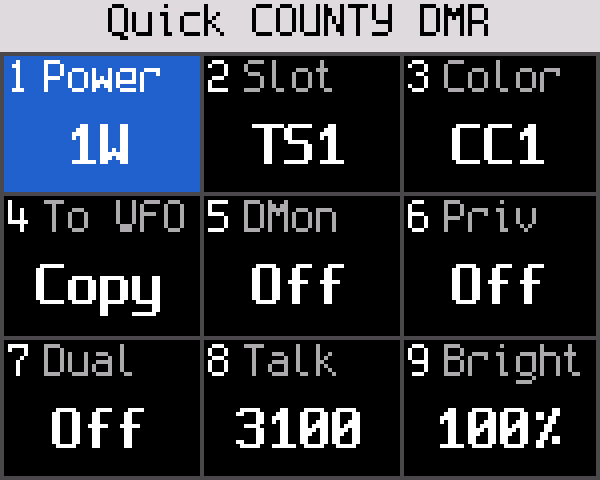 Quick COUNTY DMR
1 Power 2 Slot 3 Color
1W TS1 CC1
4 To VFO 5 DMon 6 Priv
Copy Off Off
7 Dual 8 Talk 9 Bright
Off 3100 100%